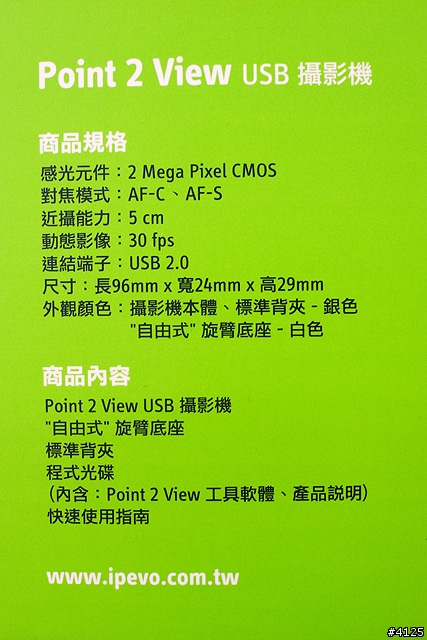 Point 2 View USB 攝影機
商品規格
感光元件：2 Mega Pixel CMOS
對焦模式：AF-C、AF-S
近攝能力：5 cm
動態影像：30 fps
連結端子：USB 2.0
尺寸：長96mm x 寬24mm x 高29mm
外觀顏色：攝影機本體、標準背夾 - 銀色
"自由式" 旋臂底座 - 白色
商品內容
Point 2 View USB 攝影機
"自由式" 旋臂底座
標準背夾
程式光碟
（內含：Point 2 View 工具軟體、產品說明）
快速使用指南
www.ipevo.com.tw
#4125